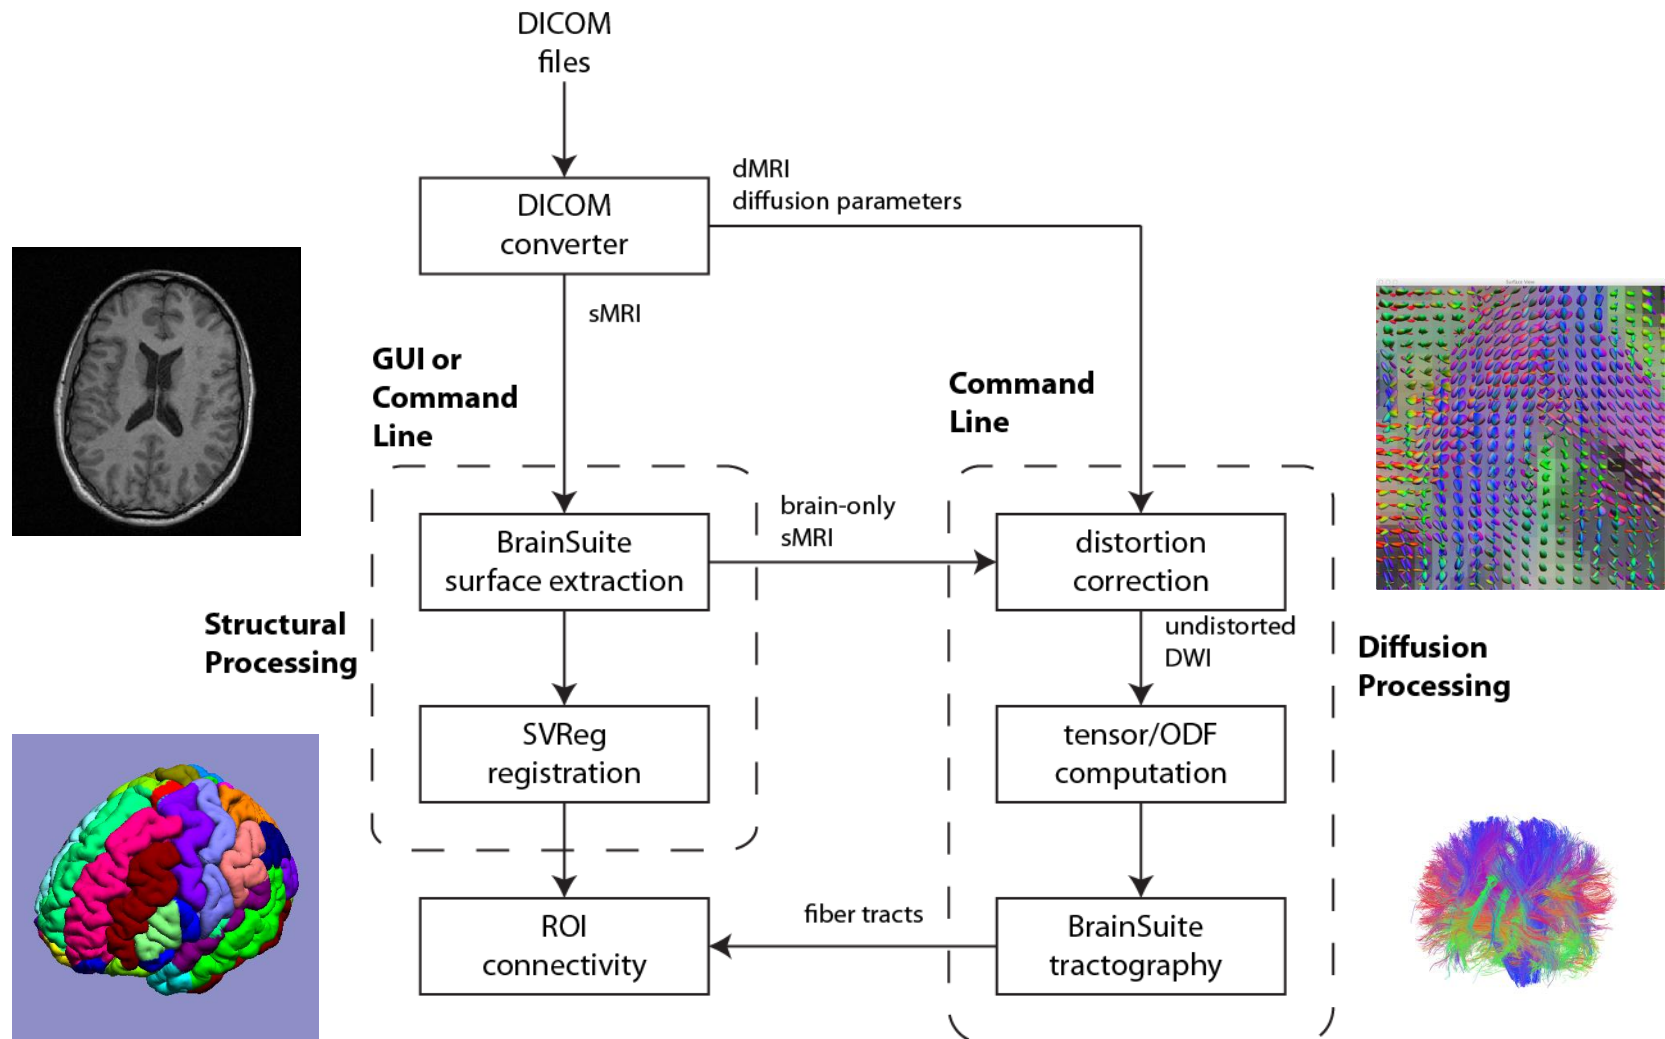 DICOM
files
dMRI
diffusion parameters
DICOM
converter
sMRI
GUI or
Command
Line
Command
Line
brain-only
sMRI
BrainSuite
surface extraction
distortion
correction
Structural
Processing
undistorted
DWI
Diffusion
Processing
SVReg
registration
tensor/ODF
computation
fiber tracts
ROI
connectivity
BrainSuite
tractography